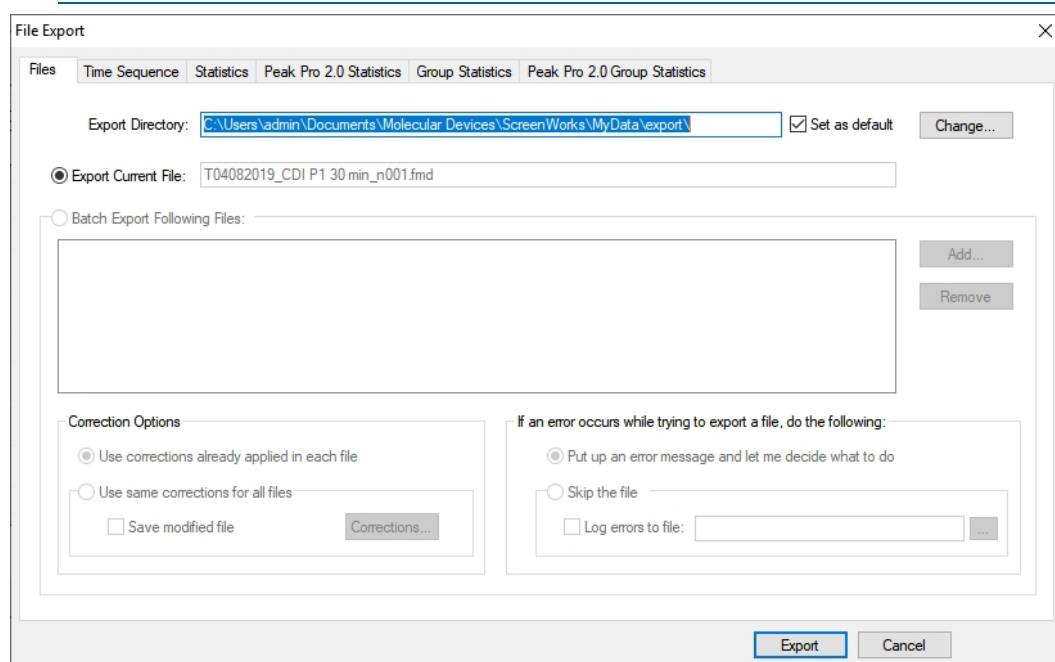 File Export
Files Time Sequence Statistics Peak Pro 2.0 Statistics Group Statistics Peak Pro 2.0 Group Statistics
Export Directory: C:\Users\admin\Documents\Molecular Devices\ScreenWorks\MyData\export\ Set as default Change...
Export Current File: T04082019_CDI P1 30 min_n001.fmd
Batch Export Following Files:
Add...
Remove
Correction Options
Use corrections already applied in each file
Use same corrections for all files
Save modified file Corrections...
If an error occurs while trying to export a file, do the following:
Put up an error message and let me decide what to do
Skip the file
Log errors to file: ...
Export Cancel